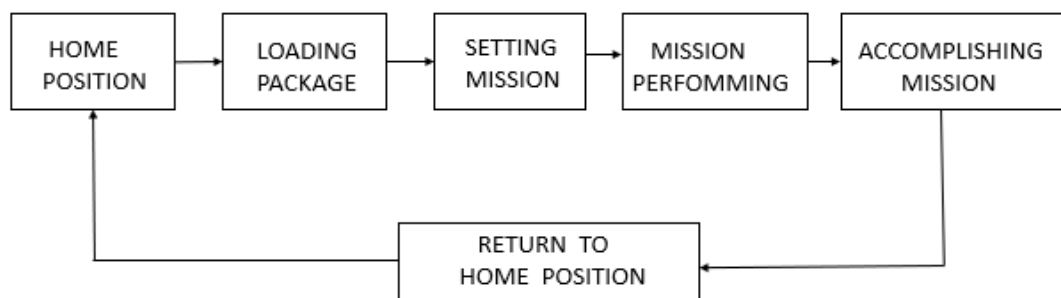 HOME
POSITION
LOADING
PACKAGE
SETTING
MISSION
MISSION
PERFOMMING
ACCOMPLISHING
MISSION
RETURN TO
HOME POSITION